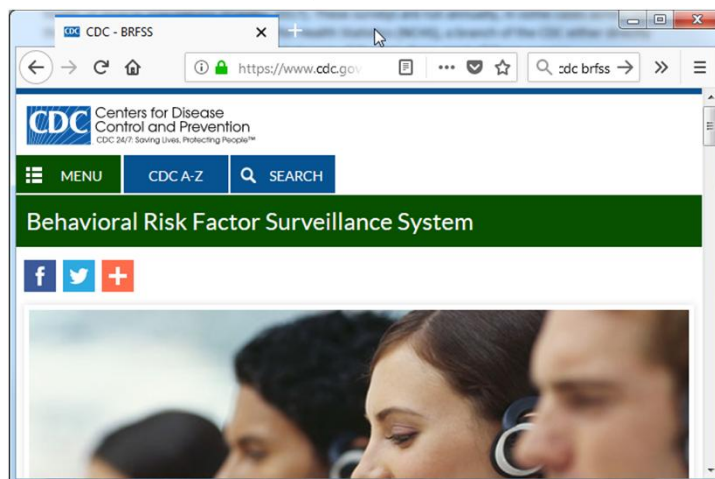 CDC - BRFSS
https://www.cdc.gov
cdc brfss
CDC
Centers for Disease
Control and Prevention
CDC 24/7: Saving Lives, Protecting People™
MENU
CDC A-Z
SEARCH
Behavioral Risk Factor Surveillance System